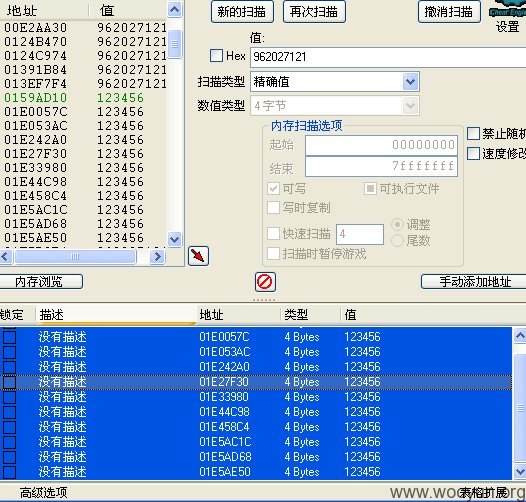 地址 值
00E2AA30 962027121
0124B470 962027121
0124C974 962027121
01391B84 962027121
013EF7F4 962027121
0159AD10 123456
01E0057C 123456
01E053AC 123456
01E242A0 123456
01E27F30 123456
01E33980 123456
01E44C98 123456
01E458C4 123456
01E5AC1C 123456
01E5AD68 123456
01E5AE50 123456
新的扫描 再次扫描 撤消扫描
设置
值:
Hex 962027121
扫描类型 精确值
数值类型 4字节
内存扫描选项
起始 00000000
结束 7fffffff
可写 可执行文件
写时复制
快速扫描 4 调整
尾数
扫描时暂停游戏
禁止随机
速度修改
内存浏览 手动添加地址
锁定 描述 地址 类型 值
没有描述 01E0057C 4 Bytes 123456
没有描述 01E053AC 4 Bytes 123456
没有描述 01E242A0 4 Bytes 123456
没有描述 01E27F30 4 Bytes 123456
没有描述 01E33980 4 Bytes 123456
没有描述 01E44C98 4 Bytes 123456
没有描述 01E458C4 4 Bytes 123456
没有描述 01E5AC1C 4 Bytes 123456
没有描述 01E5AD68 4 Bytes 123456
没有描述 01E5AE50 4 Bytes 123456
高级选项 表格扩展